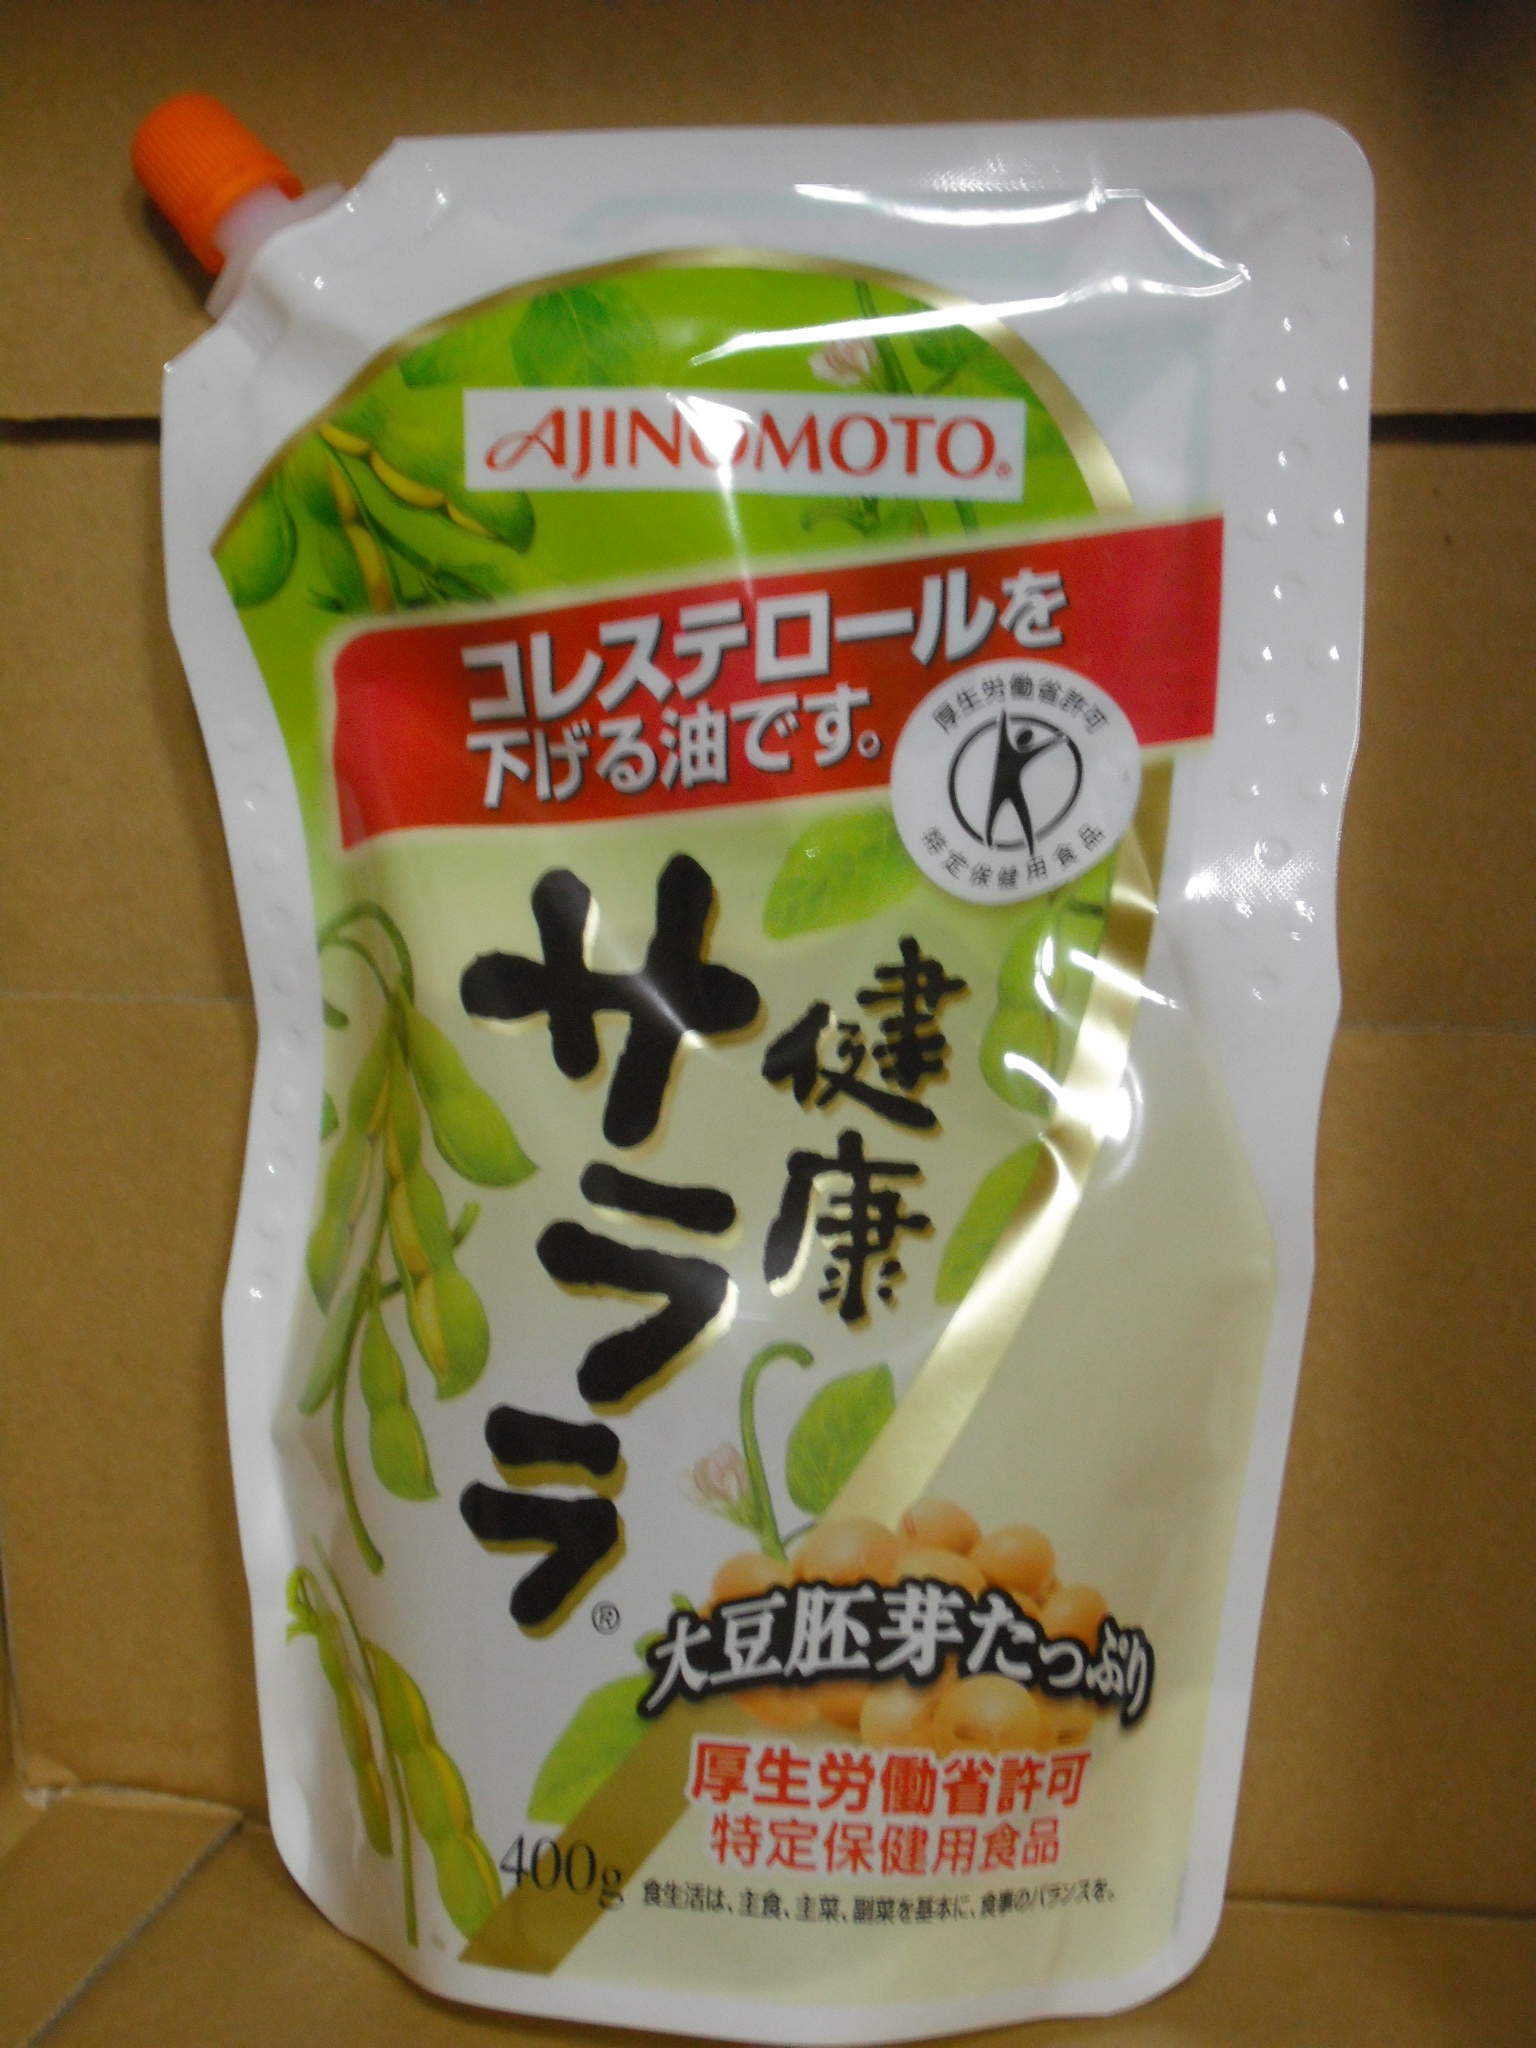 AJINOMOTO®
コレステロールを
下げる油です。
厚生労働省許可
特定保健用食品
健康
サララ®
大豆胚芽たっぷり
厚生労働省許可
特定保健用食品
400g
食生活は、主食、主菜、副菜を基本に、食事のバランスを。